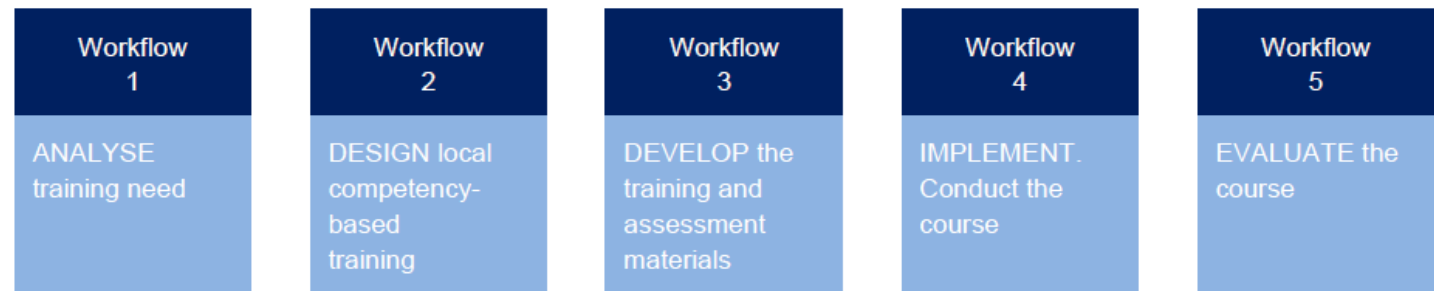 Workflow
1
ANALYSE
training need
Workflow
2
DESIGN local
competency-
based
training
Workflow
3
DEVELOP the
training and
assessment
materials
Workflow
4
IMPLEMENT.
Conduct the
course
Workflow
5
EVALUATE the
course